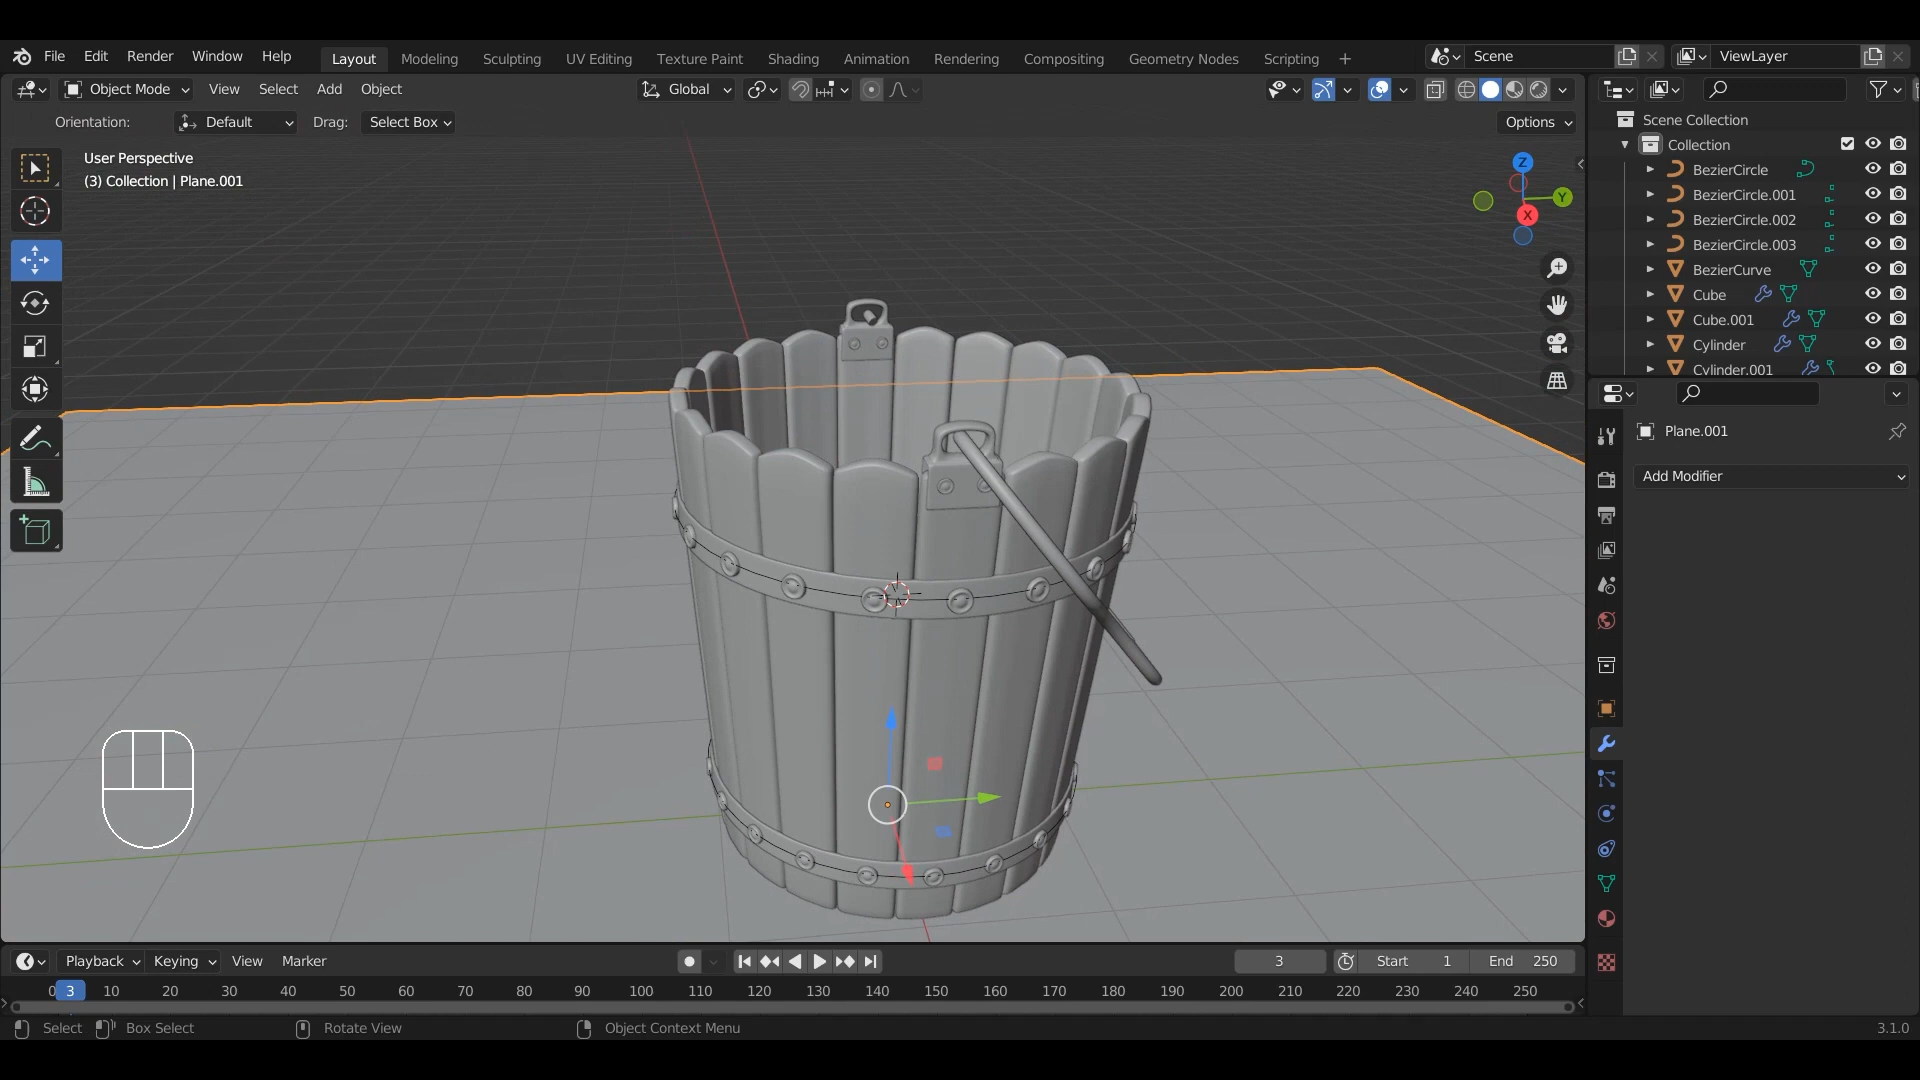 File Edit Render Window Help Layout Modeling Sculpting UV Editing Texture Paint Shading Animation Rendering Compositing Geometry Nodes Scripting + Scene ViewLayer
Object Mode View Select Add Object Global
Orientation: Default Drag: Select Box Options
User Perspective
(3) Collection | Plane.001
Z
Y
X
Scene Collection
Collection
BezierCircle
BezierCircle.001
BezierCircle.002
BezierCircle.003
BezierCurve
Cube
Cube.001
Cylinder
Cylinder.001
Plane.001
Add Modifier
Playback Keying View Marker 3 Start 1 End 250
0 3 10 20 30 40 50 60 70 80 90 100 110 120 130 140 150 160 170 180 190 200 210 220 230 240 250
Select Box Select Rotate View Object Context Menu 3.1.0